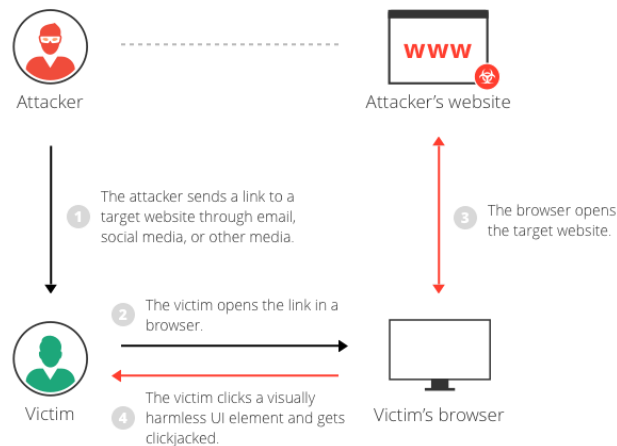 www
Attacker
Attacker's website
The attacker sends a link to a
1
target website through email,
social media, or other media.
The browser opens
3
the target website.
The victim opens the link in a
2
browser.
Victim
The victim clicks a visually
4
harmless UI element and gets
clickjacked.
Victim's browser